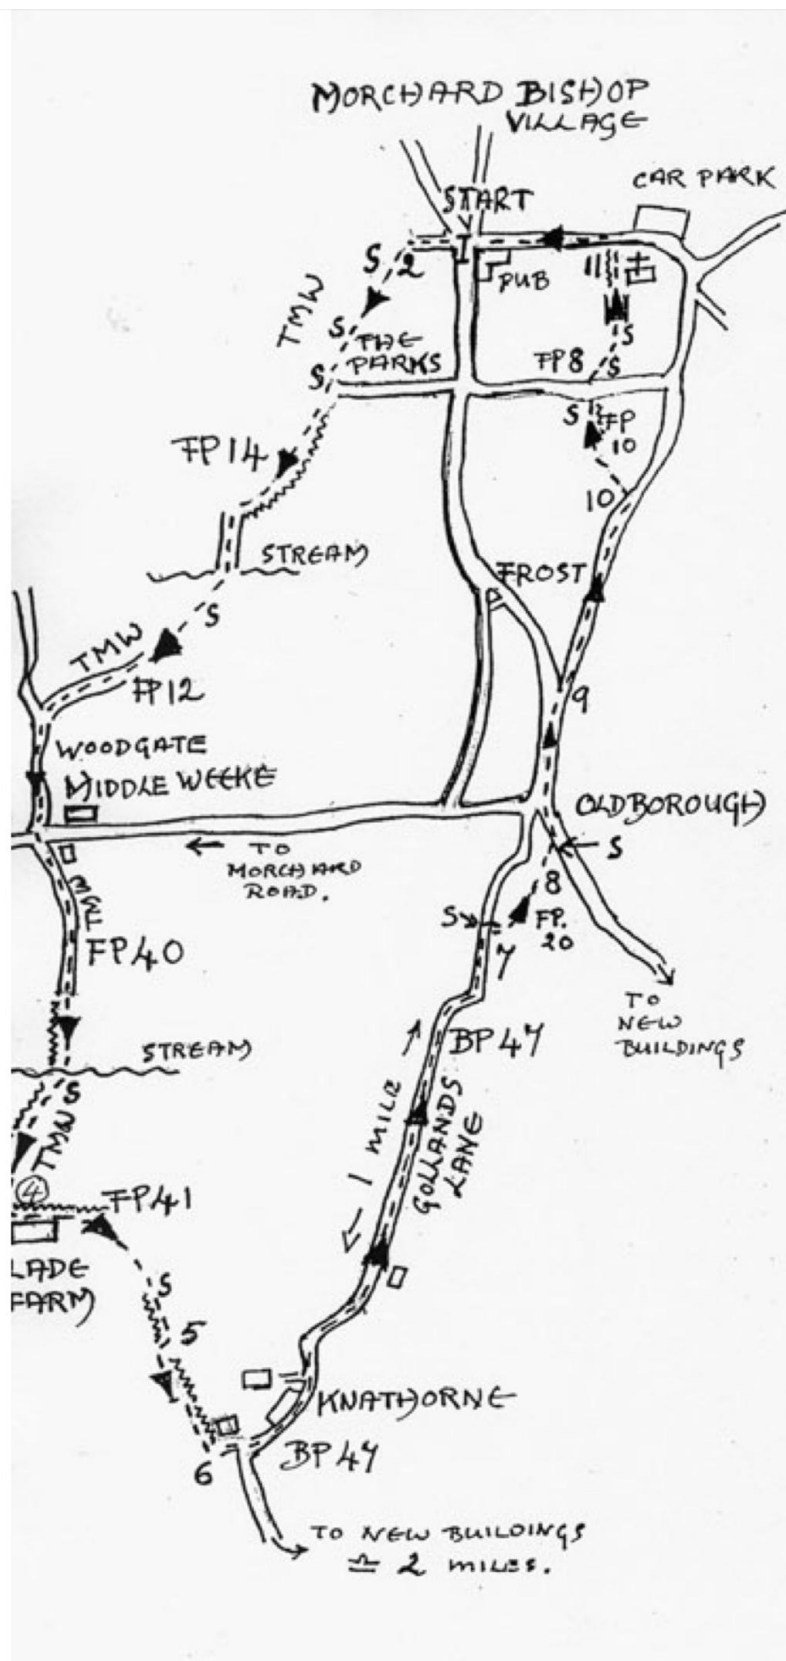 MORCHARD BISHOP
VILLAGE
CAR PARK
START
1
S 2
11
PUB
TMW
S
S
THE
PARKS
FP8
S
S
S
FP
10
FP14
10
STREAM
FROST
S
TMW
FP12
9
WOODGATE
MIDDLE WEEKE
OLDBOROUGH
← TO
MORCHARD
ROAD.
← S
TMW
8
S
FP.
20
FP40
7
TO
NEW
BUILDINGS
BP47
STREAM
S
1 MILE
TMW
GOLLANDS
LANE
4
FP41
LADE
FARM
S
5
KNATHORNE
BP47
6
TO NEW BUILDINGS
≏ 2 MILES.